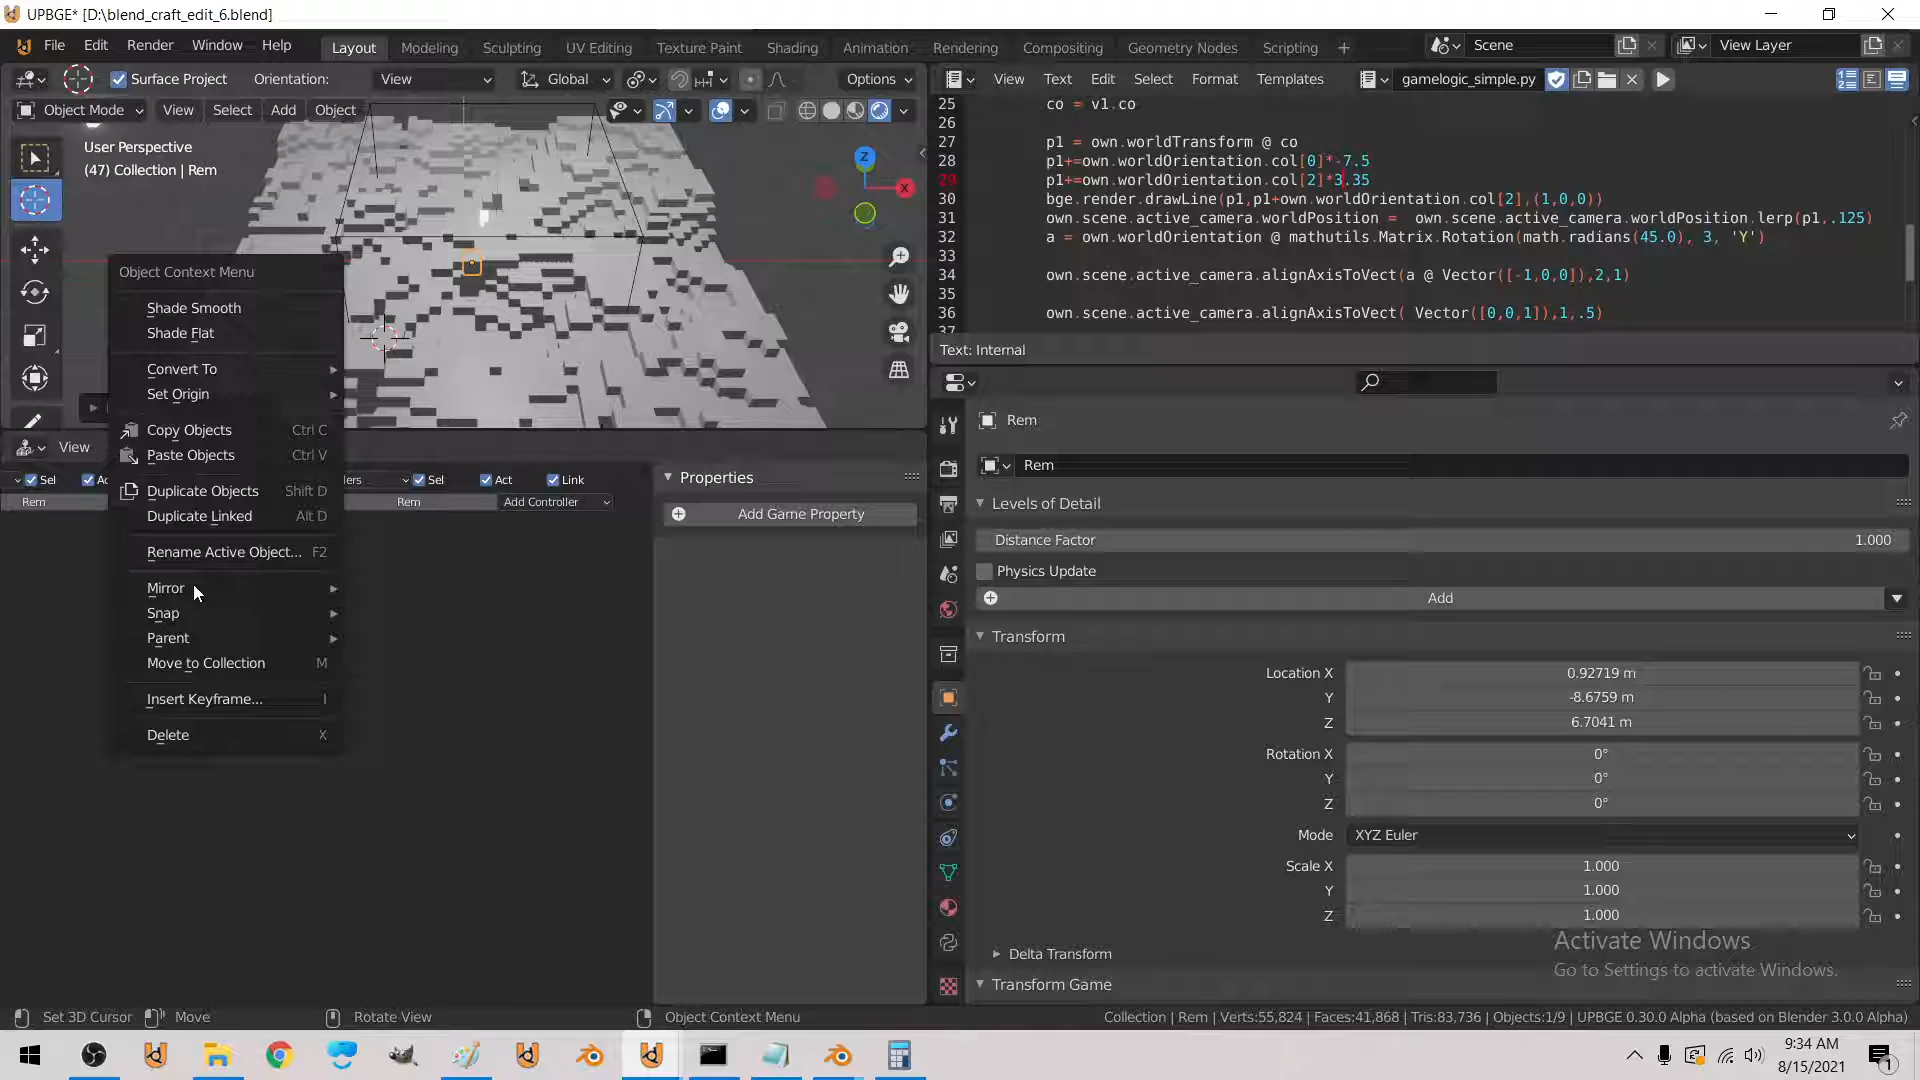 UPBGE* [D:\blend_craft_edit_6.blend]
File Edit Render Window Help Layout Modeling Sculpting UV Editing Texture Paint Shading Animation Rendering Compositing Geometry Nodes Scripting Scene View Layer
Surface Project Orientation: View Global Options
Object Mode View Select Add Object
User Perspective
(47) Collection | Rem
Z
X
Object Context Menu
Shade Smooth
Shade Flat
Convert To
Set Origin
Copy Objects Ctrl C
Paste Objects Ctrl V
Duplicate Objects Shift D
Duplicate Linked Alt D
Rename Active Object... F2
Mirror
Snap
Parent
Move to Collection M
Insert Keyframe... I
Delete X
View
Sel Sel Act Link
Rem Rem Add Controller
Properties
Add Game Property
View Text Edit Select Format Templates gamelogic_simple.py
25 co = v1.co
26
27 p1 = own.worldTransform @ co
28 p1+=own.worldOrientation.col[0]*-7.5
29 p1+=own.worldOrientation.col[2]*3.35
30 bge.render.drawLine(p1,p1+own.worldOrientation.col[2],(1,0,0))
31 own.scene.active_camera.worldPosition = own.scene.active_camera.worldPosition.lerp(p1,.125)
32 a = own.worldOrientation @ mathutils.Matrix.Rotation(math.radians(45.0), 3, 'Y')
33
34 own.scene.active_camera.alignAxisToVect(a @ Vector([-1,0,0]),2,1)
35
36 own.scene.active_camera.alignAxisToVect( Vector([0,0,1]),1,.5)
37
Text: Internal
Rem
Rem
Levels of Detail
Distance Factor 1.000
Physics Update
Add
Transform
Location X 0.92719 m
Y -8.6759 m
Z 6.7041 m
Rotation X 0°
Y 0°
Z 0°
Mode XYZ Euler
Scale X 1.000
Y 1.000
Z 1.000
Delta Transform
Transform Game
Activate Windows
Go to Settings to activate Windows.
Set 3D Cursor Move Rotate View Object Context Menu Collection | Rem | Verts:55,824 | Faces:41,868 | Tris:83,736 | Objects:1/9 | UPBGE 0.30.0 Alpha (based on Blender 3.0.0 Alpha)
9:34 AM
8/15/2021
1